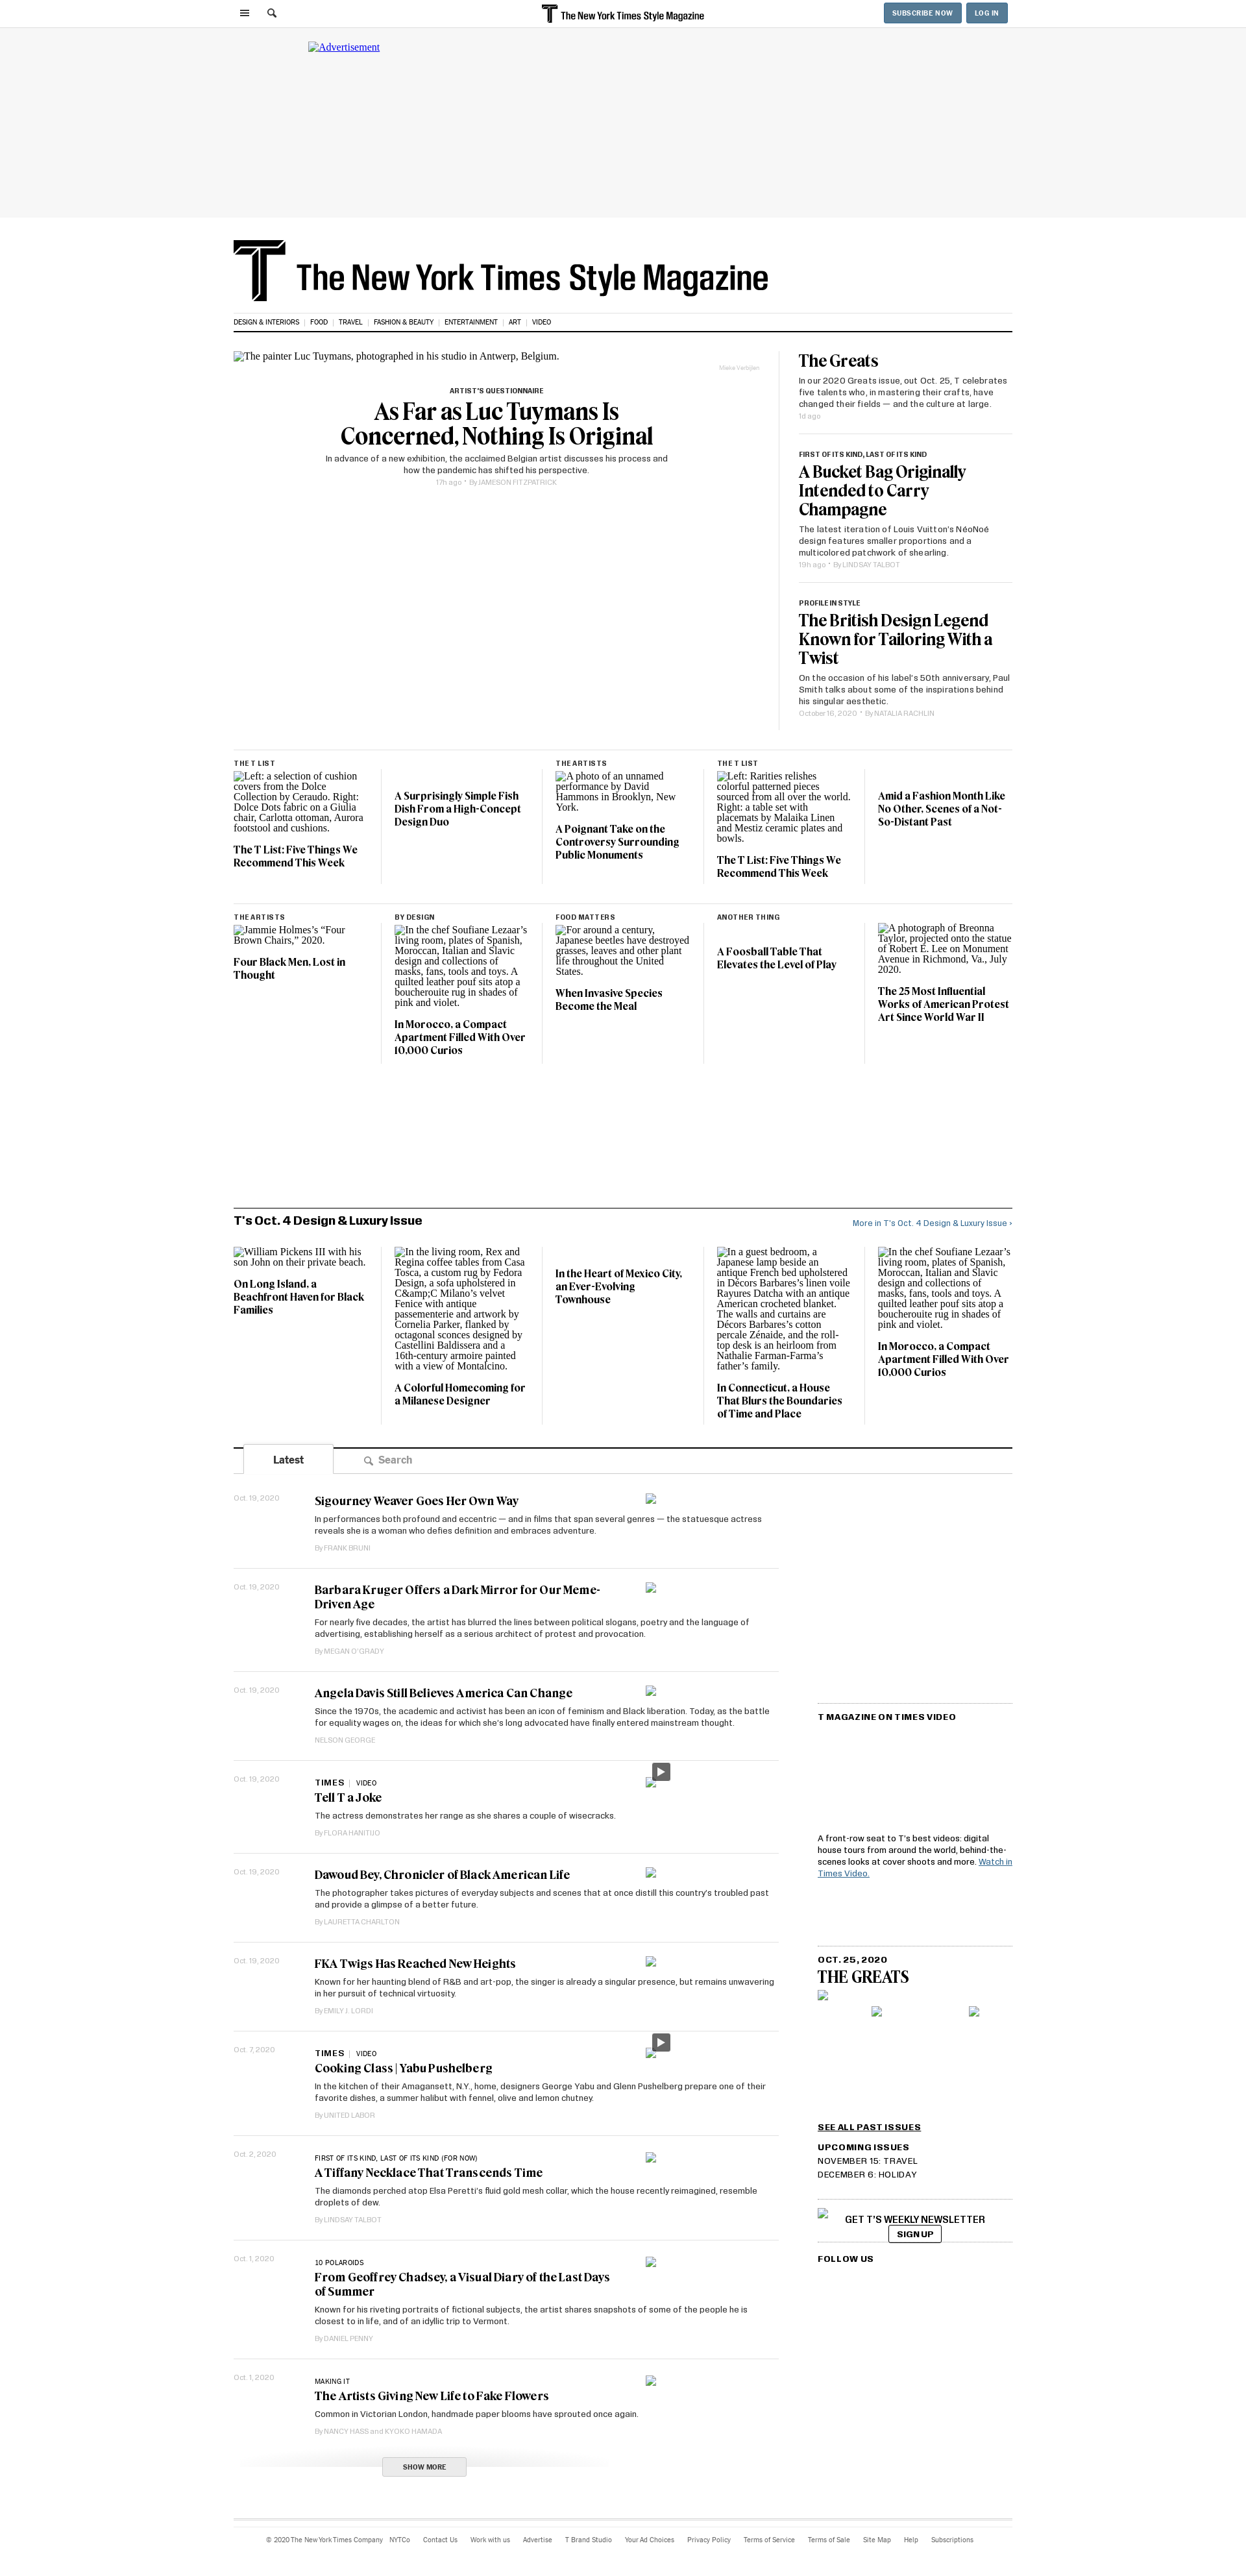 The New York Times Style Magazine
SUBSCRIBE NOW
LOG IN
Advertisement
The New York Times Style Magazine
DESIGN & INTERIORS
FOOD
TRAVEL
FASHION & BEAUTY
ENTERTAINMENT
ART
VIDEO
The painter Luc Tuymans, photographed in his studio in Antwerp, Belgium.
ARTIST'S QUESTIONNAIRE
As Far as Luc Tuymans Is
Concerned, Nothing Is Original
In advance of a new exhibition, the acclaimed Belgian artist discusses his process and
how the pandemic has shifted his perspective.
17h ago • By JAMESON FITZPATRICK
The Greats
In our 2020 Greats issue, out Oct. 25, T celebrates
five talents who, in mastering their crafts, have
changed their fields — and the culture at large.
1d ago
FIRST OF ITS KIND, LAST OF ITS KIND
A Bucket Bag Originally
Intended to Carry
Champagne
The latest iteration of Louis Vuitton's NéoNoé
design features smaller proportions and a
multicolored patchwork of shearling.
19h ago • By LINDSAY TALBOT
PROFILE IN STYLE
The British Design Legend
Known for Tailoring With a
Twist
On the occasion of his label's 50th anniversary, Paul
Smith talks about some of the inspirations behind
his singular aesthetic.
October 16, 2020 • By NATALIA RACHLIN
THE T LIST
Left: a selection of cushion
covers from the Dolce
Collection by Ceraudo. Right:
Dolce Dots fabric on a Giulia
chair, Carlotta ottoman, Aurora
footstool and cushions.
The T List: Five Things We
Recommend This Week
A Surprisingly Simple Fish
Dish From a High-Concept
Design Duo
THE ARTISTS
A photo of an unnamed
performance by David
Hammons in Brooklyn, New
York.
A Poignant Take on the
Controversy Surrounding
Public Monuments
THE T LIST
Left: Rarities relishes
colorful patterned pieces
sourced from all over the world.
Right: a table set with
placemats by Malaika Linen
and Mestiz ceramic plates and
bowls.
The T List: Five Things We
Recommend This Week
Amid a Fashion Month Like
No Other, Scenes of a Not-
So-Distant Past
THE ARTISTS
Jammie Holmes's “Four
Brown Chairs,” 2020.
Four Black Men, Lost in
Thought
BY DESIGN
In the chef Soufiane Lezaar’s
living room, plates of Spanish,
Moroccan, Italian and Slavic
design and collections of
masks, fans, tools and toys. A
quilted leather pouf sits atop a
boucherouite rug in shades of
pink and violet.
In Morocco, a Compact
Apartment Filled With Over
10,000 Curios
FOOD MATTERS
For around a century,
Japanese beetles have destroyed
grasses, leaves and other plant
life throughout the United
States.
When Invasive Species
Become the Meal
ANOTHER THING
A Foosball Table That
Elevates the Level of Play
A photograph of Breonna
Taylor, projected onto the statue
of Robert E. Lee on Monument
Avenue in Richmond, Va., July
2020.
The 25 Most Influential
Works of American Protest
Art Since World War II
T's Oct. 4 Design & Luxury Issue
More in T's Oct. 4 Design & Luxury Issue ›
William Pickens III with his
son John on their private beach.
On Long Island, a
Beachfront Haven for Black
Families
In the living room, Rex and
Regina coffee tables from Casa
Tosca, a custom rug by Fedora
Design, a sofa upholstered in
C&amp;C Milano’s velvet
Fenice with antique
passementerie and artwork by
Cornelia Parker, flanked by
octagonal sconces designed by
Castellini Baldissera and a
16th-century armoire painted
with a view of Montalcino.
A Colorful Homecoming for
a Milanese Designer
In the Heart of Mexico City,
an Ever-Evolving
Townhouse
In a guest bedroom, a
Japanese lamp beside an
antique French bed upholstered
in Décors Barbares’s linen voile
Rayures Datcha with an antique
American crocheted blanket.
The walls and curtains are
Décors Barbares’s cotton
percale Zénaïde, and the roll-
top desk is an heirloom from
Nathalie Farman-Farma’s
father’s family.
In Connecticut, a House
That Blurs the Boundaries
of Time and Place
In the chef Soufiane Lezaar’s
living room, plates of Spanish,
Moroccan, Italian and Slavic
design and collections of
masks, fans, tools and toys. A
quilted leather pouf sits atop a
boucherouite rug in shades of
pink and violet.
In Morocco, a Compact
Apartment Filled With Over
10,000 Curios
Latest
Search
Oct. 19, 2020
Sigourney Weaver Goes Her Own Way
In performances both profound and eccentric — and in films that span several genres — the statuesque actress
reveals she is a woman who defies definition and embraces adventure.
By FRANK BRUNI
Oct. 19, 2020
Barbara Kruger Offers a Dark Mirror for Our Meme-
Driven Age
For nearly five decades, the artist has blurred the lines between political slogans, poetry and the language of
advertising, establishing herself as a serious architect of protest and provocation.
By MEGAN O'GRADY
Oct. 19, 2020
Angela Davis Still Believes America Can Change
Since the 1970s, the academic and activist has been an icon of feminism and Black liberation. Today, as the battle
for equality wages on, the ideas for which she's long advocated have finally entered mainstream thought.
NELSON GEORGE
Oct. 19, 2020
TIMES | VIDEO
Tell T a Joke
The actress demonstrates her range as she shares a couple of wisecracks.
By FLORA HANITIJO
Oct. 19, 2020
Dawoud Bey, Chronicler of Black American Life
The photographer takes pictures of everyday subjects and scenes that at once distill this country's troubled past
and provide a glimpse of a better future.
By LAURETTA CHARLTON
Oct. 19, 2020
FKA Twigs Has Reached New Heights
Known for her haunting blend of R&B and art-pop, the singer is already a singular presence, but remains unwavering
in her pursuit of technical virtuosity.
By EMILY J. LORDI
Oct. 7, 2020
TIMES | VIDEO
Cooking Class | Yabu Pushelberg
In the kitchen of their Amagansett, N.Y., home, designers George Yabu and Glenn Pushelberg prepare one of their
favorite dishes, a summer halibut with fennel, olive and lemon chutney.
By UNITED LABOR
Oct. 2, 2020
FIRST OF ITS KIND, LAST OF ITS KIND (FOR NOW)
A Tiffany Necklace That Transcends Time
The diamonds perched atop Elsa Peretti's fluid gold mesh collar, which the house recently reimagined, resemble
droplets of dew.
By LINDSAY TALBOT
Oct. 1, 2020
10 POLAROIDS
From Geoffrey Chadsey, a Visual Diary of the Last Days
of Summer
Known for his riveting portraits of fictional subjects, the artist shares snapshots of some of the people he is
closest to in life, and of an idyllic trip to Vermont.
By DANIEL PENNY
Oct. 1, 2020
MAKING IT
The Artists Giving New Life to Fake Flowers
Common in Victorian London, handmade paper blooms have sprouted once again.
By NANCY HASS and KYOKO HAMADA
SHOW MORE
T MAGAZINE ON TIMES VIDEO
A front-row seat to T's best videos: digital
house tours from around the world, behind-the-
scenes looks at cover shoots and more. Watch in
Times Video.
OCT. 25, 2020
THE GREATS
SEE ALL PAST ISSUES
UPCOMING ISSUES
NOVEMBER 15: TRAVEL
DECEMBER 6: HOLIDAY
GET T'S WEEKLY NEWSLETTER
SIGN UP
FOLLOW US
© 2020 The New York Times Company
NYTCo
Contact Us
Work with us
Advertise
T Brand Studio
Your Ad Choices
Privacy Policy
Terms of Service
Terms of Sale
Site Map
Help
Subscriptions